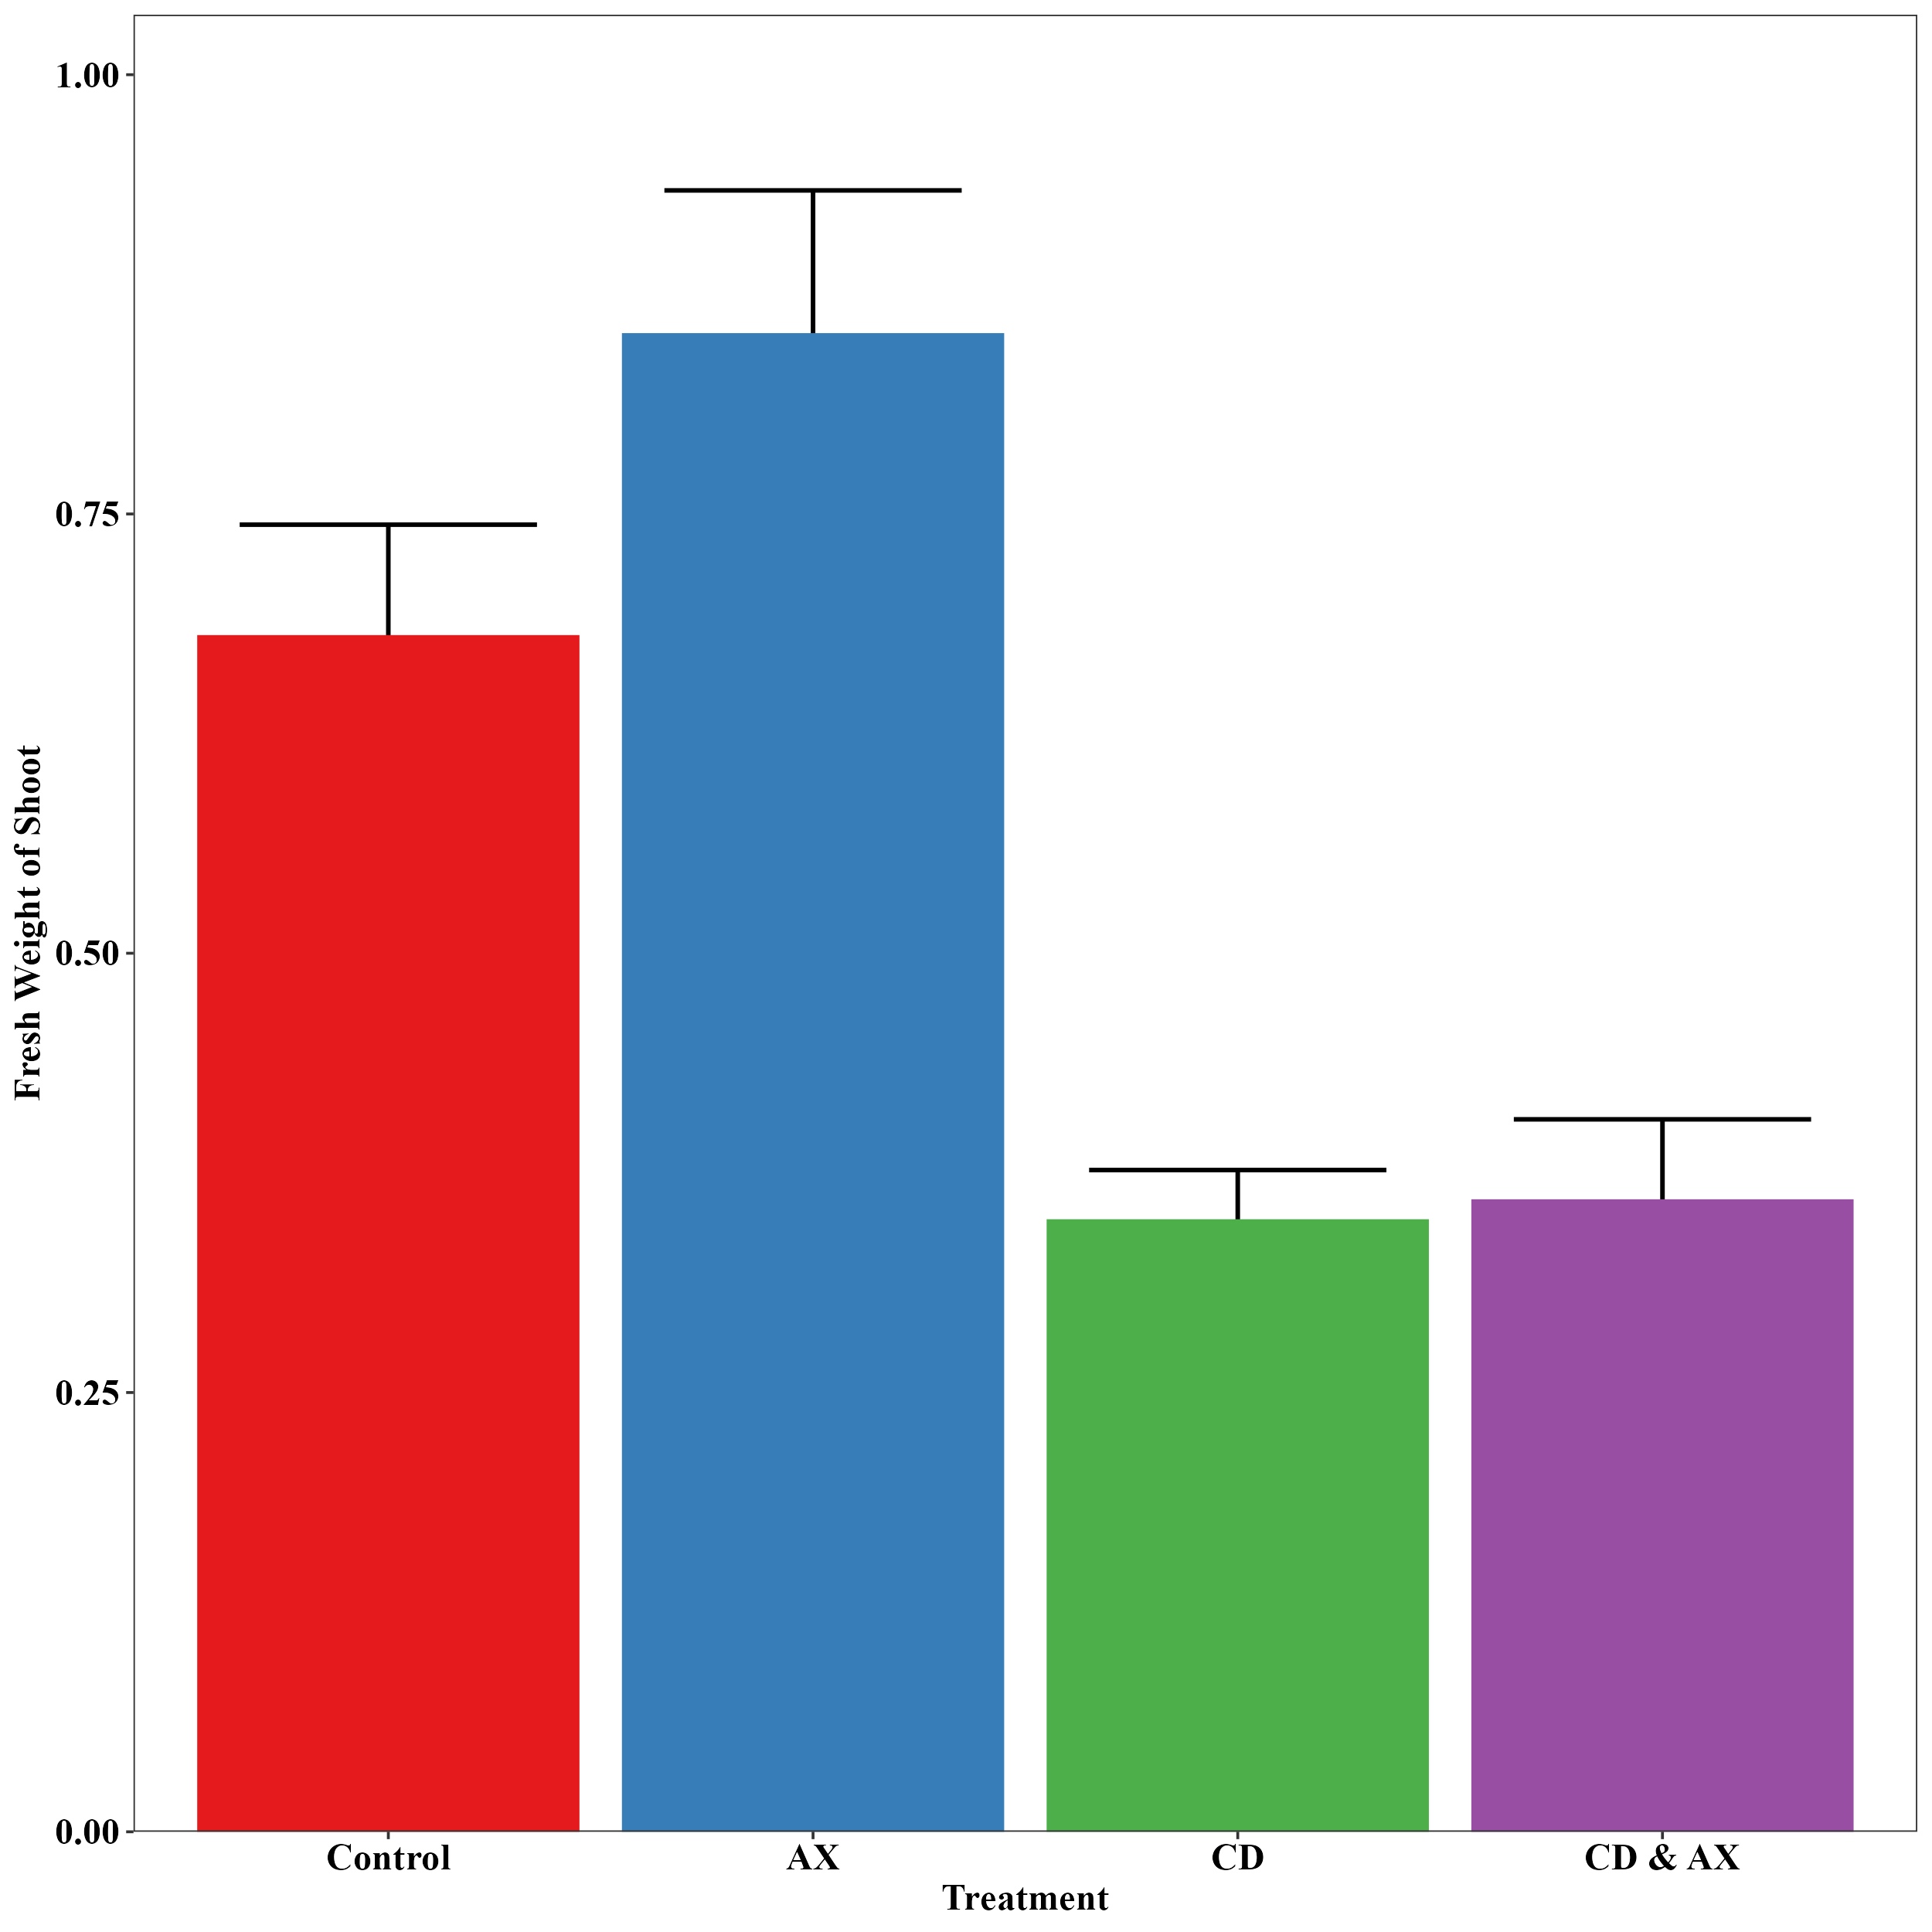 Fresh Weight of Shoot
1.00
0.75
0.50
0.25
0.00
Control AX CD CD & AX
Treatment